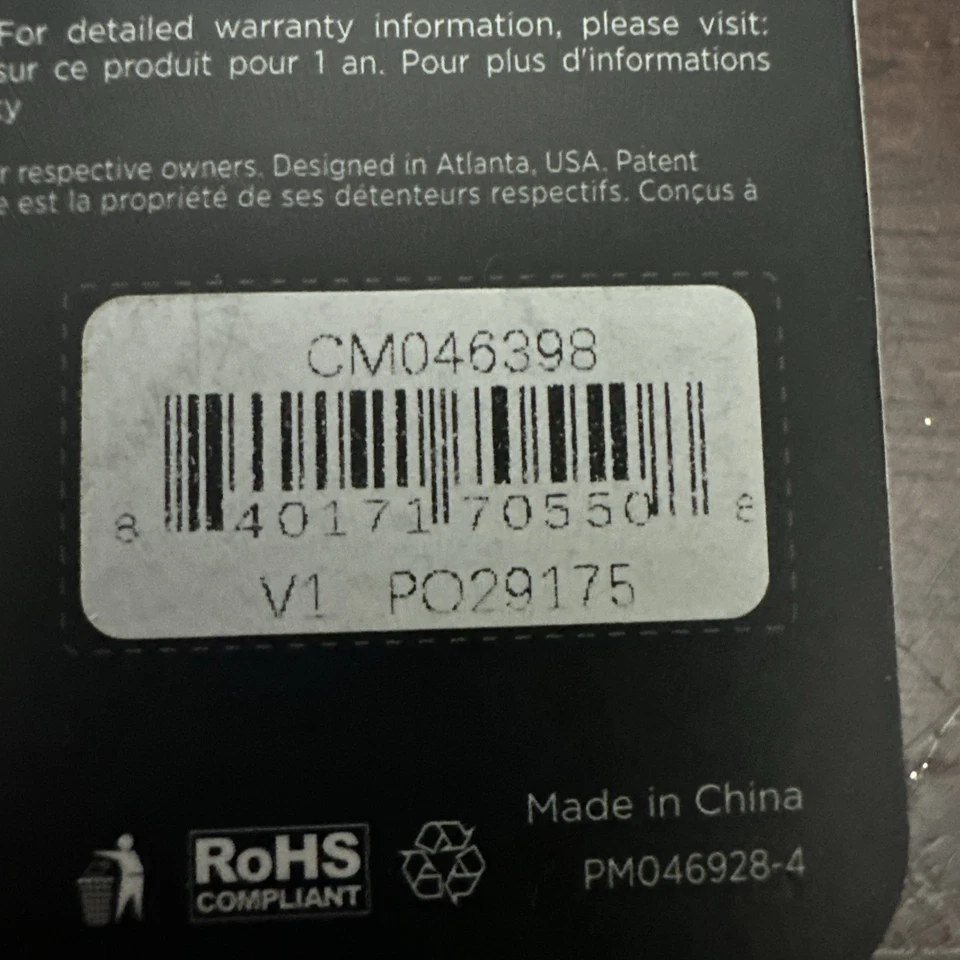 For detailed warranty information, please visit:
sur ce produit pour 1 an. Pour plus d'informations
y
r respective owners. Designed in Atlanta, USA. Patent
e est la propriété de ses détenteurs respectifs. Conçus à
CM046398
8 40171 70550 8
V1 PO29175
Made in China
RoHS
COMPLIANT
PM046928-4